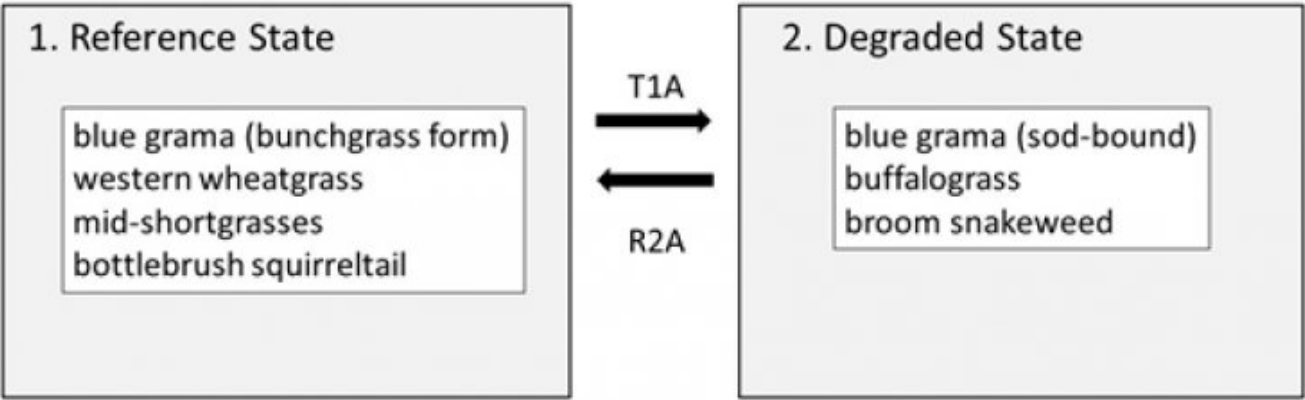 1. Reference State
blue grama (bunchgrass form)
western wheatgrass
mid-shortgrasses
bottlebrush squirreltail
T1A
R2A
2. Degraded State
blue grama (sod-bound)
buffalograss
broom snakeweed